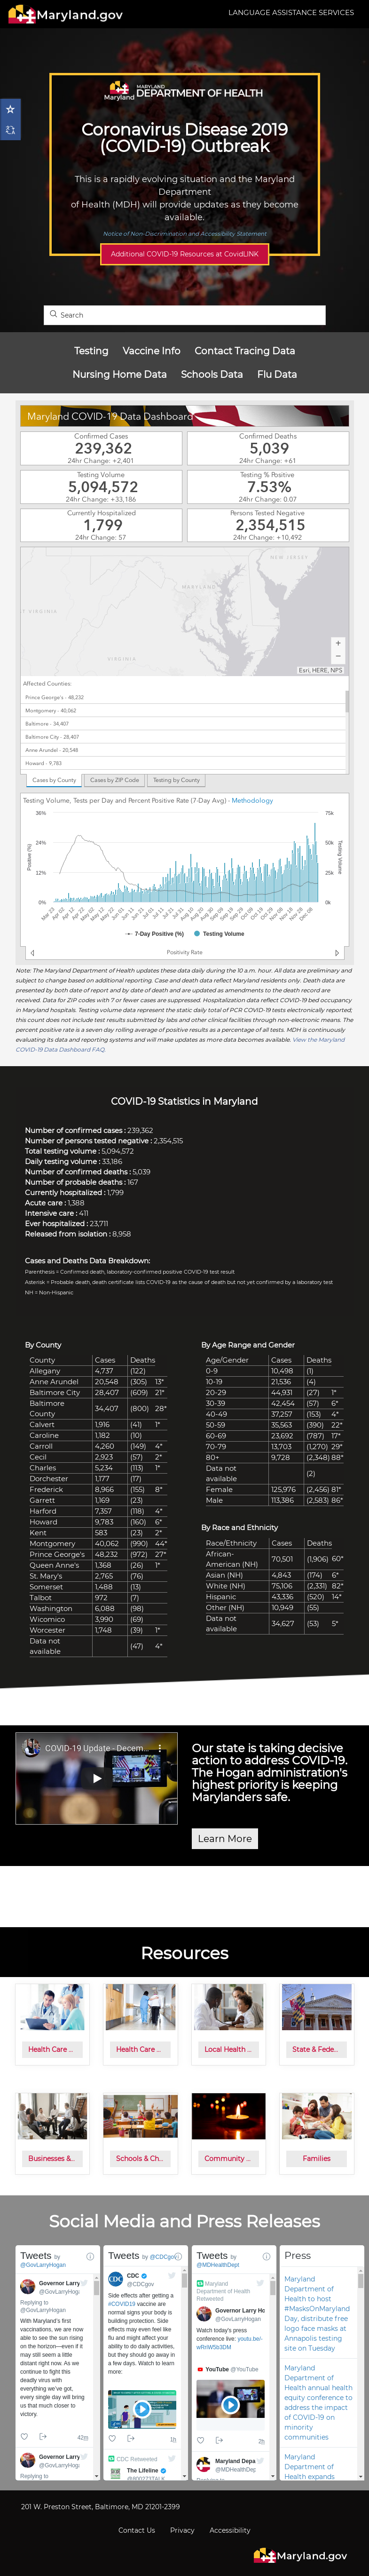 Maryland.gov
LANGUAGE ASSISTANCE SERVICES
Maryland
MARYLAND
DEPARTMENT OF HEALTH
Coronavirus Disease 2019
(COVID-19) Outbreak
This is a rapidly evolving situation and the Maryland
Department
of Health (MDH) will provide updates as they become
available.
Notice of Non-Discrimination and Accessibility Statement
Additional COVID-19 Resources at CovidLINK
Search
Testing Vaccine Info Contact Tracing Data
Nursing Home Data Schools Data Flu Data
Maryland COVID-19 Data Dashboard
Confirmed Cases
239,362
24hr Change: +2,401
Confirmed Deaths
5,039
24hr Change: +61
Testing Volume
5,094,572
24hr Change: +33,186
Testing % Positive
7.53%
24hr Change: 0.07
Currently Hospitalized
1,799
24hr Change: 57
Persons Tested Negative
2,354,515
24hr Change: +10,492
NEW JERSEY
MARYLAND
VIRGINIA
Esri, HERE, NPS
Affected Counties:
Prince George's - 48,232
Montgomery - 40,062
Baltimore - 34,407
Baltimore City - 28,407
Anne Arundel - 20,548
Howard - 9,783
Cases by County Cases by ZIP Code Testing by County
Testing Volume, Tests per Day and Percent Positive Rate (7-Day Avg) - Methodology
36% 75k
24% 50k
12% 25k
0% 0k
Positive (%)
Testing Volume
7-Day Positive (%) Testing Volume
Positivity Rate
Note: The Maryland Department of Health updates these data daily during the 10 a.m. hour. All data are preliminary and
subject to change based on additional reporting. Case and death data reflect Maryland residents only. Death data are
presented by both date of report and by date of death and are updated as amendments to the death record are
received. Data for ZIP codes with 7 or fewer cases are suppressed. Hospitalizations data reflect COVID-19 bed occupancy
in Maryland hospitals. Testing volume data represent the static daily total of PCR COVID-19 tests electronically reported;
this count does not include test results submitted by labs and other clinical facilities through non-electronic means. The
percent positive rate is a seven day rolling average of positive results as a percentage of all tests. MDH is continuously
evaluating its data and reporting systems and will make updates as more data becomes available. View the Maryland
COVID-19 Data Dashboard FAQ.
COVID-19 Statistics in Maryland
Number of confirmed cases : 239,362
Number of persons tested negative : 2,354,515
Total testing volume : 5,094,572
Daily testing volume : 33,186
Number of confirmed deaths : 5,039
Number of probable deaths : 167
Currently hospitalized : 1,799
Acute care : 1,388
Intensive care : 411
Ever hospitalized : 23,711
Released from isolation : 8,958
Cases and Deaths Data Breakdown:
Parenthesis = Confirmed death, laboratory-confirmed positive COVID-19 test result
Asterisk = Probable death, death certificate lists COVID-19 as the cause of death but not yet confirmed by a laboratory test
NH = Non-Hispanic
By County
County Cases Deaths
Allegany 4,737 (122)
Anne Arundel 20,548 (305) 13*
Baltimore City 28,407 (609) 21*
Baltimore
County 34,407 (800) 28*
Calvert 1,916 (41) 1*
Caroline 1,182 (10)
Carroll 4,260 (149) 4*
Cecil 2,923 (57) 2*
Charles 5,234 (113) 1*
Dorchester 1,177 (17)
Frederick 8,966 (155) 8*
Garrett 1,169 (23)
Harford 7,357 (118) 4*
Howard 9,783 (160) 6*
Kent 583 (23) 2*
Montgomery 40,062 (990) 44*
Prince George's 48,232 (972) 27*
Queen Anne's 1,368 (26) 1*
St. Mary's 2,765 (76)
Somerset 1,488 (13)
Talbot 972 (7)
Washington 6,088 (98)
Wicomico 3,990 (69)
Worcester 1,748 (39) 1*
Data not
available (47) 4*
By Age Range and Gender
Age/Gender Cases Deaths
0-9 10,498 (1)
10-19 21,536 (4)
20-29 44,931 (27) 1*
30-39 42,454 (57) 6*
40-49 37,257 (153) 4*
50-59 35,563 (390) 22*
60-69 23,692 (787) 17*
70-79 13,703 (1,270) 29*
80+ 9,728 (2,348) 88*
Data not
available (2)
Female 125,976 (2,456) 81*
Male 113,386 (2,583) 86*
By Race and Ethnicity
Race/Ethnicity Cases Deaths
African-
American (NH) 70,501 (1,906) 60*
Asian (NH) 4,843 (174) 6*
White (NH) 75,106 (2,331) 82*
Hispanic 43,336 (520) 14*
Other (NH) 10,949 (55)
Data not
available 34,627 (53) 5*
COVID-19 Update - Decem...
Our state is taking decisive
action to address COVID-19.
The Hogan administration's
highest priority is keeping
Marylanders safe.
Learn More
Resources
Health Care ...
Health Care ...
Local Health ...
State & Fede...
Businesses &...
Schools & Ch...
Community ...
Families
Social Media and Press Releases
Tweets by
@GovLarryHogan
Governor Larry
Replying to
@GovLarryHogan
With Maryland's first
vaccinations, we are now
able to see the sun rising
on the horizon—even if it
may still seem a little
distant right now. As we
continue to follow this
deadly virus with
everything we've got,
every single day will bring
us that much closer to
victory.
42m
Governor Larry
Replying to
Tweets by @CDCgov
CDC
@CDCgov
Side effects after getting a
#COVID19 vaccine are
normal signs your body is
building protection. Side
effects may even feel like
flu and might affect your
ability to do daily activities,
but they should go away in
a few days. Watch to learn
more:
1h
CDC Retweeted
The Lifeline
Tweets by
@MDHealthDept
Maryland
Department of Health
Retweeted
Governor Larry Ho
@GovLarryHogan
Watch today's press
conference live: youtu.be/-
YouTube @YouTube
2h
Maryland Depa
@MDHealthDep
Press
Maryland
Department of
Health to host
#MasksOnMaryland
Day, distribute free
logo face masks at
Annapolis testing
site on Tuesday
Maryland
Department of
Health annual health
equity conference to
address the impact
of COVID-19 on
minority
communities
Maryland
Department of
Health expands
201 W. Preston Street, Baltimore, MD 21201-2399
Contact Us Privacy Accessibility
Maryland.gov